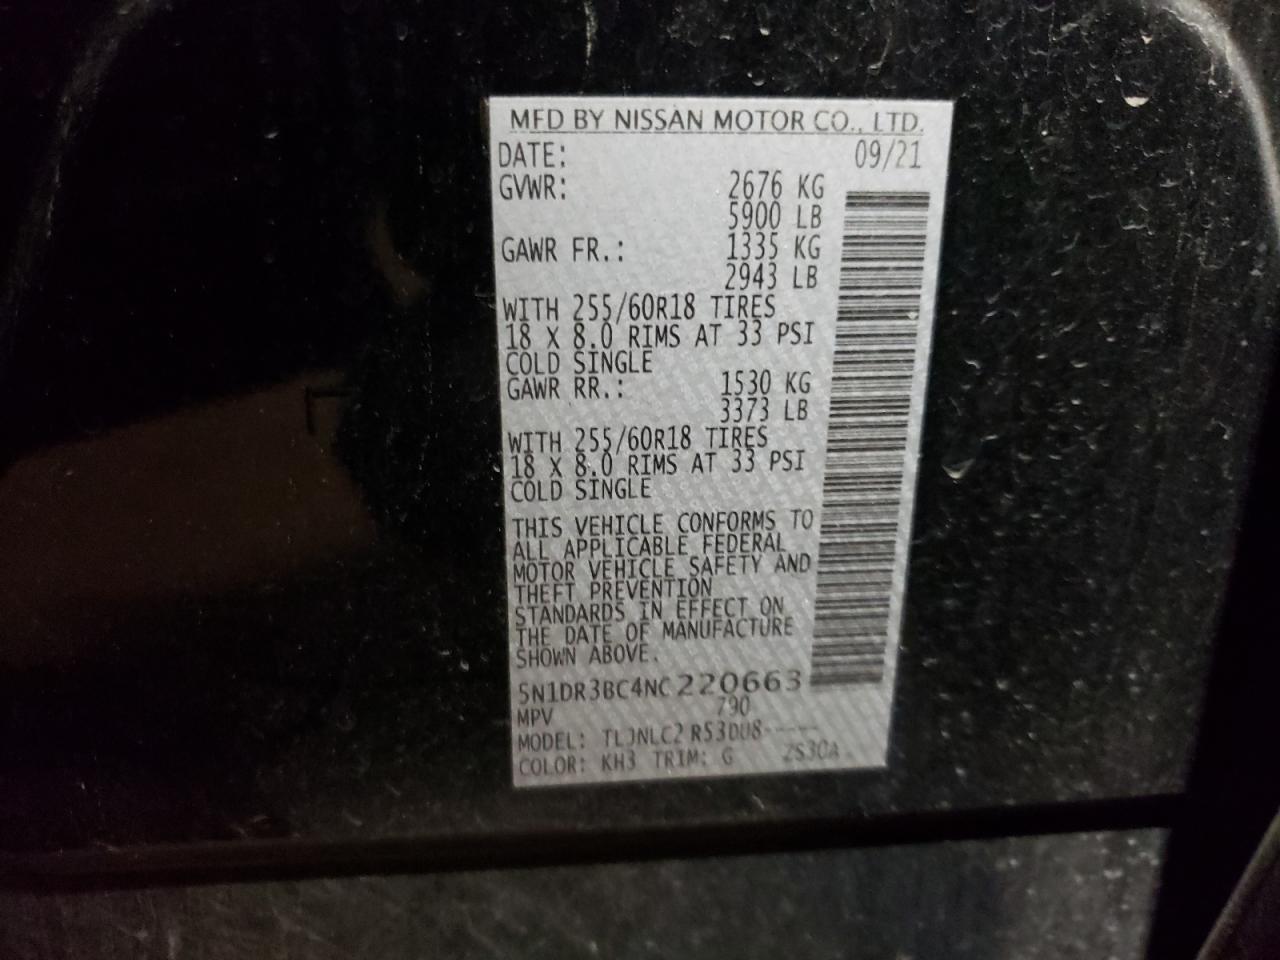 MFD BY NISSAN MOTOR CO., LTD.
DATE: 09/21
GVWR: 2676 KG
5900 LB
GAWR FR.: 1335 KG
2943 LB
WITH 255/60R18 TIRES
18 X 8.0 RIMS AT 33 PSI
COLD SINGLE
GAWR RR.: 1530 KG
3373 LB
WITH 255/60R18 TIRES
18 X 8.0 RIMS AT 33 PSI
COLD SINGLE
THIS VEHICLE CONFORMS TO
ALL APPLICABLE FEDERAL
MOTOR VEHICLE SAFETY AND
THEFT PREVENTION
STANDARDS IN EFFECT ON
THE DATE OF MANUFACTURE
SHOWN ABOVE.
5N1DR3BC4NC220663
MPV 790
MODEL: TLJNLC2 R53DU8-----
COLOR: KH3 TRIM: G ZS30A